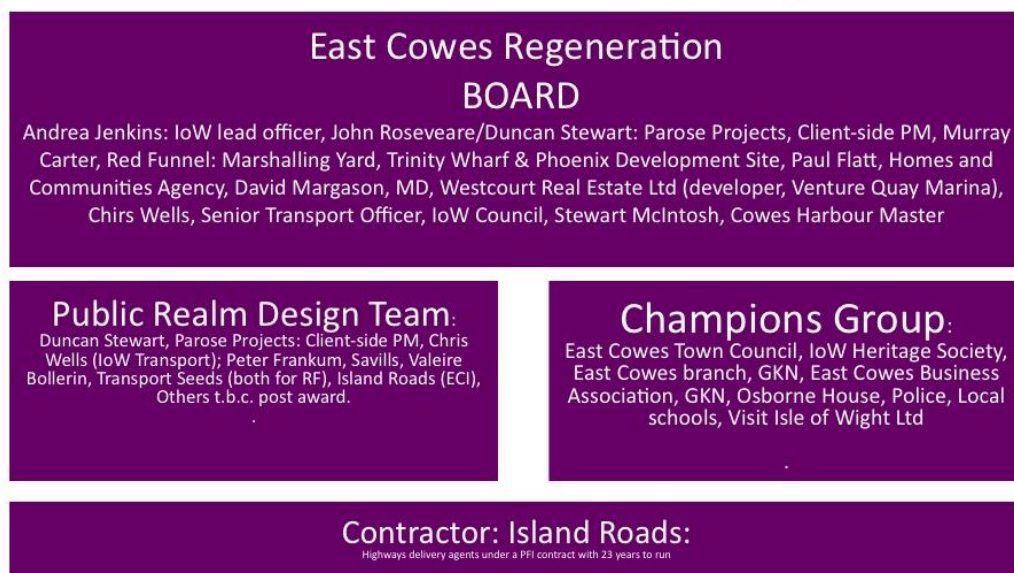 East Cowes Regeneration
BOARD
Andrea Jenkins: IoW lead officer, John Roseveare/Duncan Stewart: Parose Projects, Client-side PM, Murray
Carter, Red Funnel: Marshalling Yard, Trinity Wharf & Phoenix Development Site, Paul Flatt, Homes and
Communities Agency, David Margason, MD, Westcourt Real Estate Ltd (developer, Venture Quay Marina),
Chirs Wells, Senior Transport Officer, IoW Council, Stewart McIntosh, Cowes Harbour Master
Public Realm Design Team:
Duncan Stewart, Parose Projects: Client-side PM, Chris
Wells (IoW Transport); Peter Frankum, Savills, Valeire
Bollerin, Transport Seeds (both for RF), Island Roads (ECI),
Others t.b.c. post award.
.
Champions Group:
East Cowes Town Council, IoW Heritage Society,
East Cowes branch, GKN, East Cowes Business
Association, GKN, Osborne House, Police, Local
schools, Visit Isle of Wight Ltd
.
Contractor: Island Roads:
Highways delivery agents under a PFI contract with 23 years to run